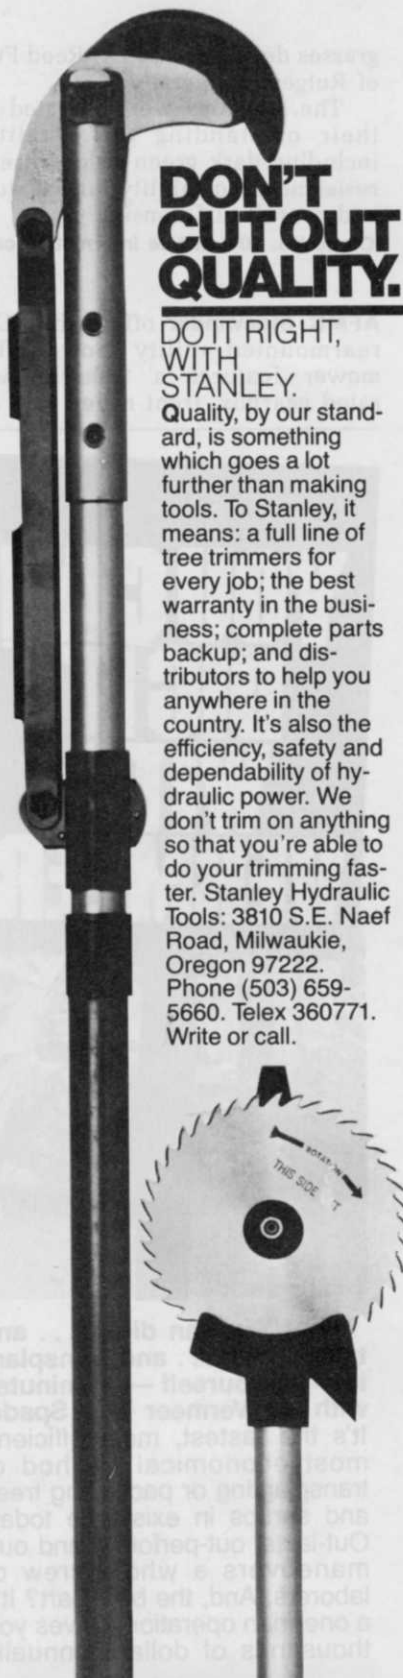 DON'T
CUT OUT
QUALITY.
DO IT RIGHT,
WITH
STANLEY.
Quality, by our stand-
ard, is something
which goes a lot
further than making
tools. To Stanley, it
means: a full line of
tree trimmers for
every job; the best
warranty in the busi-
ness; complete parts
backup; and dis-
tributors to help you
anywhere in the
country. It's also the
efficiency, safety and
dependability of hy-
draulic power. We
don't trim on anything
so that you're able to
do your trimming fas-
ter. Stanley Hydraulic
Tools: 3810 S.E. Naef
Road, Milwaukie,
Oregon 97222.
Phone (503) 659-
5660. Telex 360771.
Write or call.
ROTATION
THIS SIDE